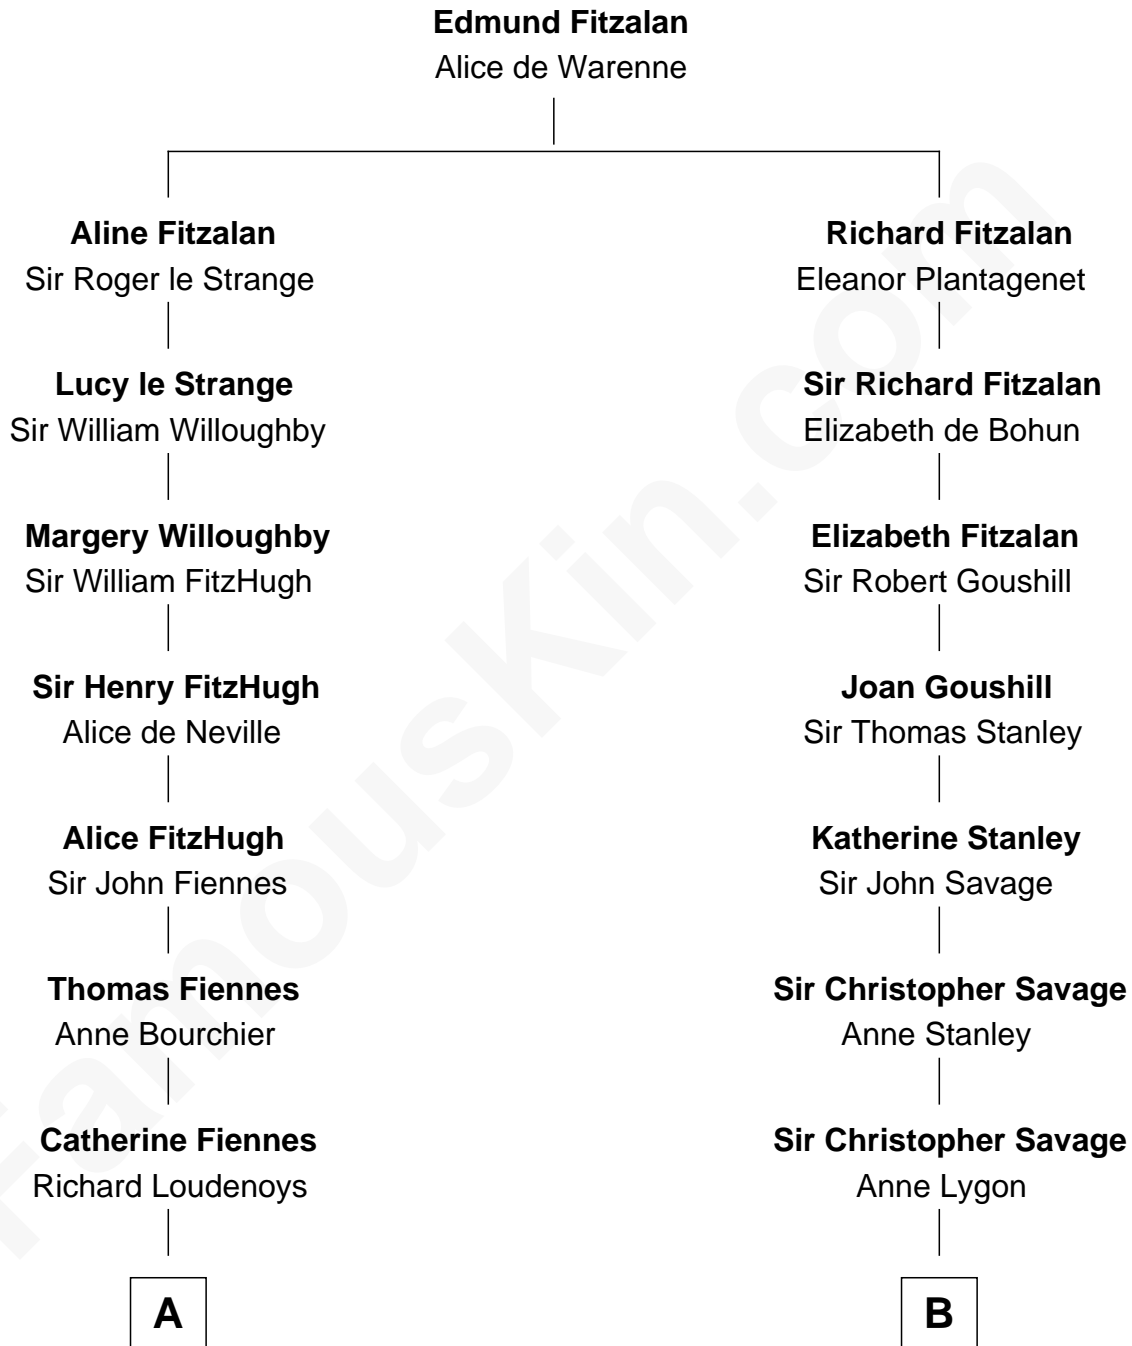 Edmund Fitzalan
Alice de Warenne
Aline Fitzalan
Sir Roger le Strange
Richard Fitzalan
Eleanor Plantagenet
Lucy le Strange
Sir William Willoughby
Sir Richard Fitzalan
Elizabeth de Bohun
Margery Willoughby
Sir William FitzHugh
Elizabeth Fitzalan
Sir Robert Goushill
Sir Henry FitzHugh
Alice de Neville
Joan Goushill
Sir Thomas Stanley
Alice FitzHugh
Sir John Fiennes
Katherine Stanley
Sir John Savage
Thomas Fiennes
Anne Bourchier
Sir Christopher Savage
Anne Stanley
Catherine Fiennes
Richard Loudenoys
Sir Christopher Savage
Anne Lygon
A
B
FamousKin.com